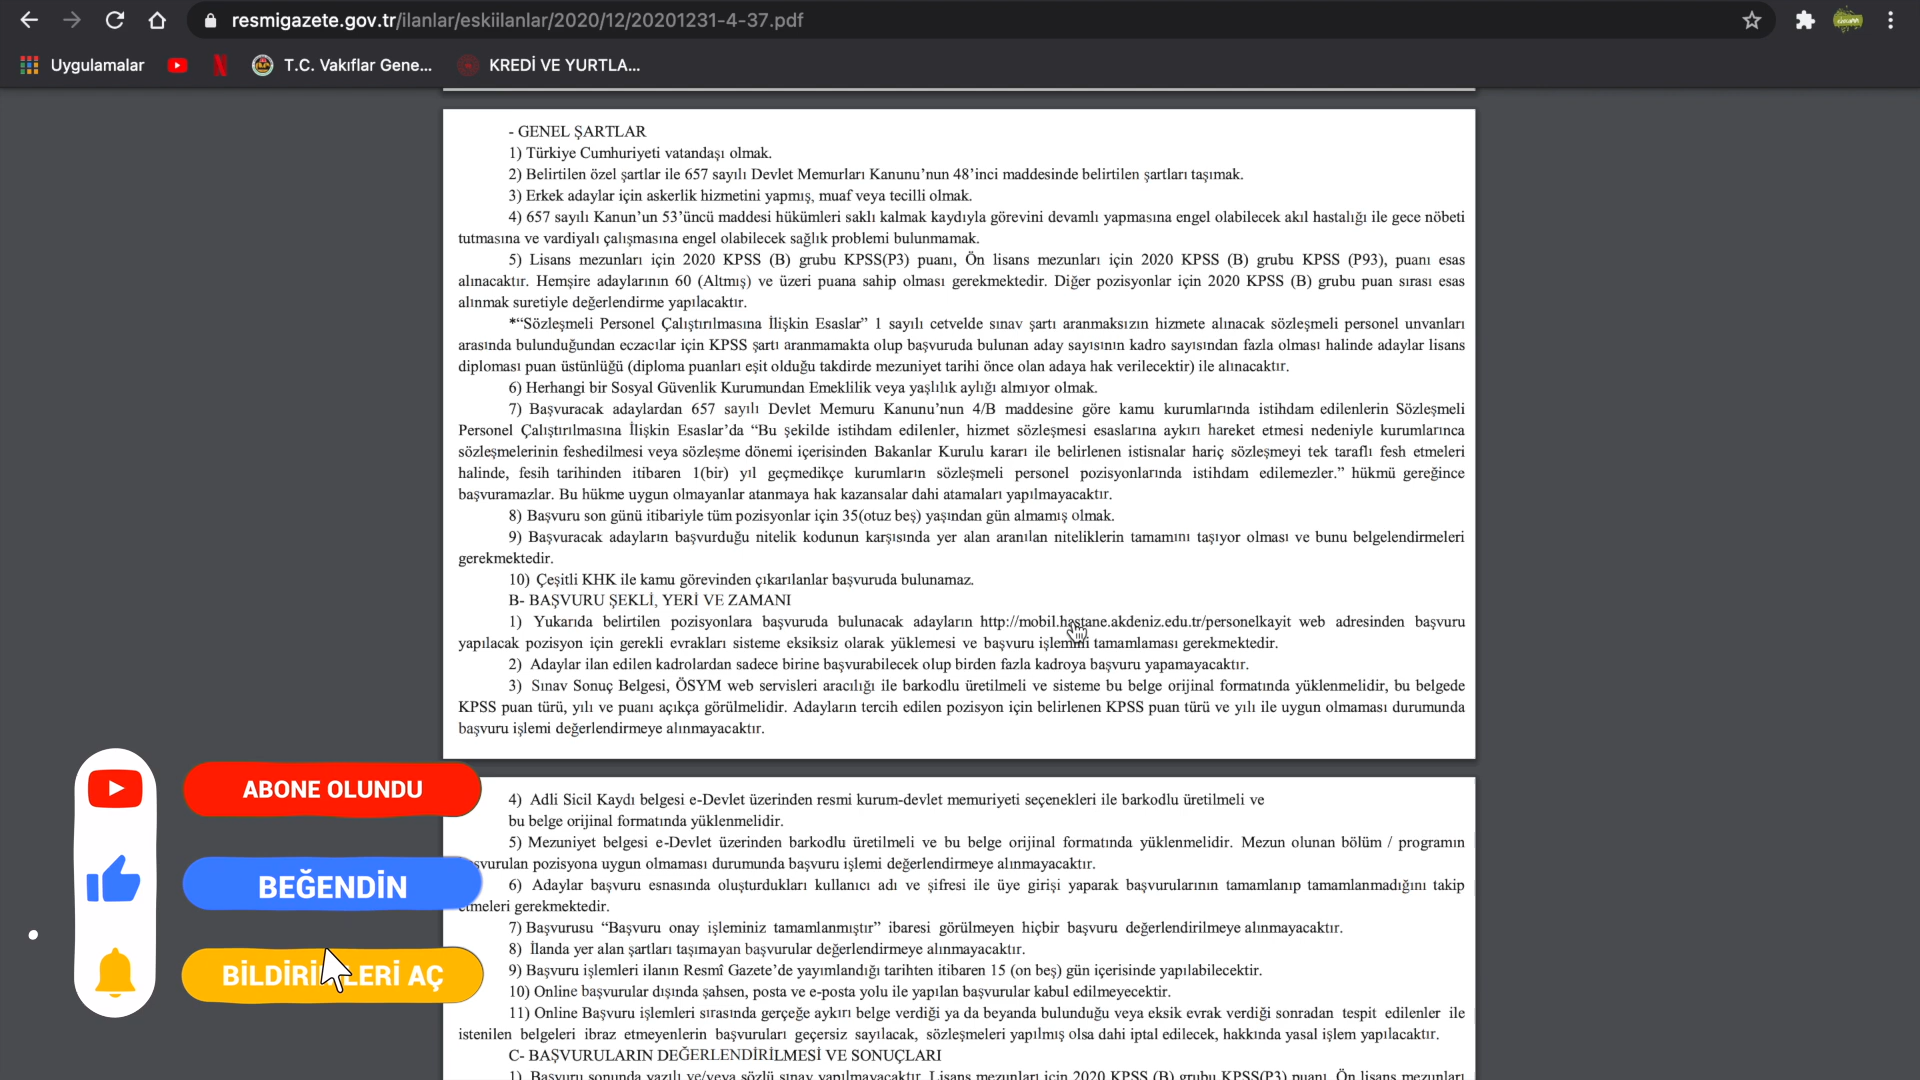 resmigazete.gov.tr/ilanlar/eskiilanlar/2020/12/20201231-4-37.pdf
Uygulamalar
T.C. Vakıflar Gene...
KREDİ VE YURTLA...
- GENEL ŞARTLAR
1) Türkiye Cumhuriyeti vatandaşı olmak.
2) Belirtilen özel şartlar ile 657 sayılı Devlet Memurları Kanunu’nun 48’inci maddesinde belirtilen şartları taşımak.
3) Erkek adaylar için askerlik hizmetini yapmış, muaf veya tecilli olmak.
4) 657 sayılı Kanun’un 53’üncü maddesi hükümleri saklı kalmak kaydıyla görevini devamlı yapmasına engel olabilecek akıl hastalığı ile gece nöbeti
tutmasına ve vardiyalı çalışmasına engel olabilecek sağlık problemi bulunmamak.
5) Lisans mezunları için 2020 KPSS (B) grubu KPSS(P3) puanı, Ön lisans mezunları için 2020 KPSS (B) grubu KPSS (P93), puanı esas
alınacaktır. Hemşire adaylarının 60 (Altmış) ve üzeri puana sahip olması gerekmektedir. Diğer pozisyonlar için 2020 KPSS (B) grubu puan sırası esas
alınmak suretiyle değerlendirme yapılacaktır.
*“Sözleşmeli Personel Çalıştırılmasına İlişkin Esaslar” 1 sayılı cetvelde sınav şartı aranmaksızın hizmete alınacak sözleşmeli personel unvanları
arasında bulunduğundan eczacılar için KPSS şartı aranmamakta olup başvuruda bulunan aday sayısının kadro sayısından fazla olması halinde adaylar lisans
diploması puan üstünlüğü (diploma puanları eşit olduğu takdirde mezuniyet tarihi önce olan adaya hak verilecektir) ile alınacaktır.
6) Herhangi bir Sosyal Güvenlik Kurumundan Emeklilik veya yaşlılık aylığı almıyor olmak.
7) Başvuracak adaylardan 657 sayılı Devlet Memuru Kanunu’nun 4/B maddesine göre kamu kurumlarında istihdam edilenlerin Sözleşmeli
Personel Çalıştırılmasına İlişkin Esaslar’da “Bu şekilde istihdam edilenler, hizmet sözleşmesi esaslarına aykırı hareket etmesi nedeniyle kurumlarınca
sözleşmelerinin feshedilmesi veya sözleşme dönemi içerisinden Bakanlar Kurulu kararı ile belirlenen istisnalar hariç sözleşmeyi tek taraflı fesh etmeleri
halinde, fesih tarihinden itibaren 1(bir) yıl geçmedikçe kurumların sözleşmeli personel pozisyonlarında istihdam edilemezler.” hükmü gereğince
başvuramazlar. Bu hükme uygun olmayanlar atanmaya hak kazansalar dahi atamaları yapılmayacaktır.
8) Başvuru son günü itibariyle tüm pozisyonlar için 35(otuz beş) yaşından gün almamış olmak.
9) Başvuracak adayların başvurduğu nitelik kodunun karşısında yer alan aranılan niteliklerin tamamını taşıyor olması ve bunu belgelendirmeleri
gerekmektedir.
10) Çeşitli KHK ile kamu görevinden çıkarılanlar başvuruda bulunamaz.
B- BAŞVURU ŞEKLİ, YERİ VE ZAMANI
1) Yukarıda belirtilen pozisyonlara başvuruda bulunacak adayların http://mobil.hastane.akdeniz.edu.tr/personelkayit web adresinden başvuru
yapılacak pozisyon için gerekli evrakları sisteme eksiksiz olarak yüklemesi ve başvuru işlemini tamamlaması gerekmektedir.
2) Adaylar ilan edilen kadrolardan sadece birine başvurabilecek olup birden fazla kadroya başvuru yapamayacaktır.
3) Sınav Sonuç Belgesi, ÖSYM web servisleri aracılığı ile barkodlu üretilmeli ve sisteme bu belge orijinal formatında yüklenmelidir, bu belgede
KPSS puan türü, yılı ve puanı açıkça görülmelidir. Adayların tercih edilen pozisyon için belirlenen KPSS puan türü ve yılı ile uygun olmaması durumunda
başvuru işlemi değerlendirmeye alınmayacaktır.
4) Adli Sicil Kaydı belgesi e-Devlet üzerinden resmi kurum-devlet memuriyeti seçenekleri ile barkodlu üretilmeli ve
bu belge orijinal formatında yüklenmelidir.
5) Mezuniyet belgesi e-Devlet üzerinden barkodlu üretilmeli ve bu belge orijinal formatında yüklenmelidir. Mezun olunan bölüm / programın
svurulan pozisyona uygun olmaması durumunda başvuru işlemi değerlendirmeye alınmayacaktır.
6) Adaylar başvuru esnasında oluşturdukları kullanıcı adı ve şifresi ile üye girişi yaparak başvurularının tamamlanıp tamamlanmadığını takip
etmeleri gerekmektedir.
7) Başvurusu “Başvuru onay işleminiz tamamlanmıştır” ibaresi görülmeyen hiçbir başvuru değerlendirilmeye alınmayacaktır.
8) İlanda yer alan şartları taşımayan başvurular değerlendirmeye alınmayacaktır.
9) Başvuru işlemleri ilanın Resmî Gazete’de yayımlandığı tarihten itibaren 15 (on beş) gün içerisinde yapılabilecektir.
10) Online başvurular dışında şahsen, posta ve e-posta yolu ile yapılan başvurular kabul edilmeyecektir.
11) Online Başvuru işlemleri sırasında gerçeğe aykırı belge verdiği ya da beyanda bulunduğu veya eksik evrak verdiği sonradan tespit edilenler ile
istenilen belgeleri ibraz etmeyenlerin başvuruları geçersiz sayılacak, sözleşmeleri yapılmış olsa dahi iptal edilecek, hakkında yasal işlem yapılacaktır.
C- BAŞVURULARIN DEĞERLENDİRİLMESİ VE SONUÇLARI
1) Başvuru sonunda yazılı ve/veya sözlü sınav yapılmayacaktır. Lisans mezunları için 2020 KPSS (B) grubu KPSS(P3) puanı, Ön lisans mezunları
ABONE OLUNDU
BEĞENDİN
BİLDİRİMLERİ AÇ